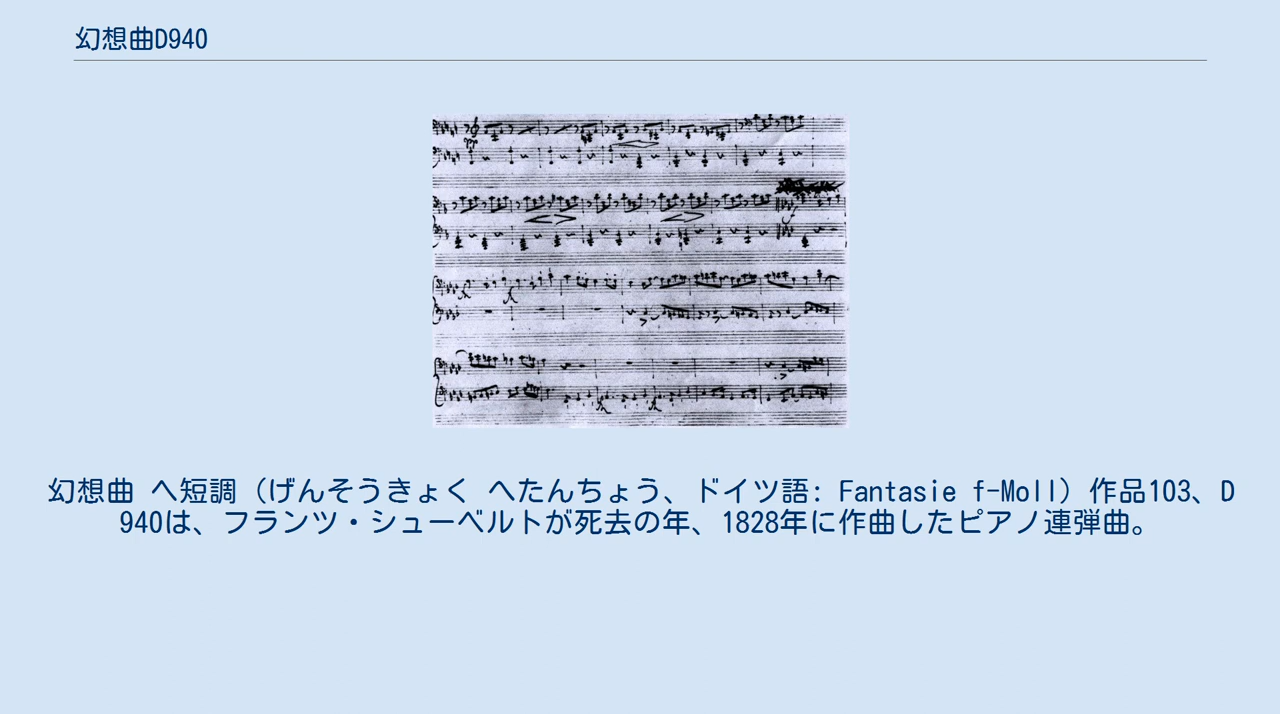 幻想曲D940
幻想曲 ヘ短調（げんそうきょく ヘたんちょう、ドイツ語: Fantasie f-Moll）作品103、D
940は、フランツ・シューベルトが死去の年、1828年に作曲したピアノ連弾曲。